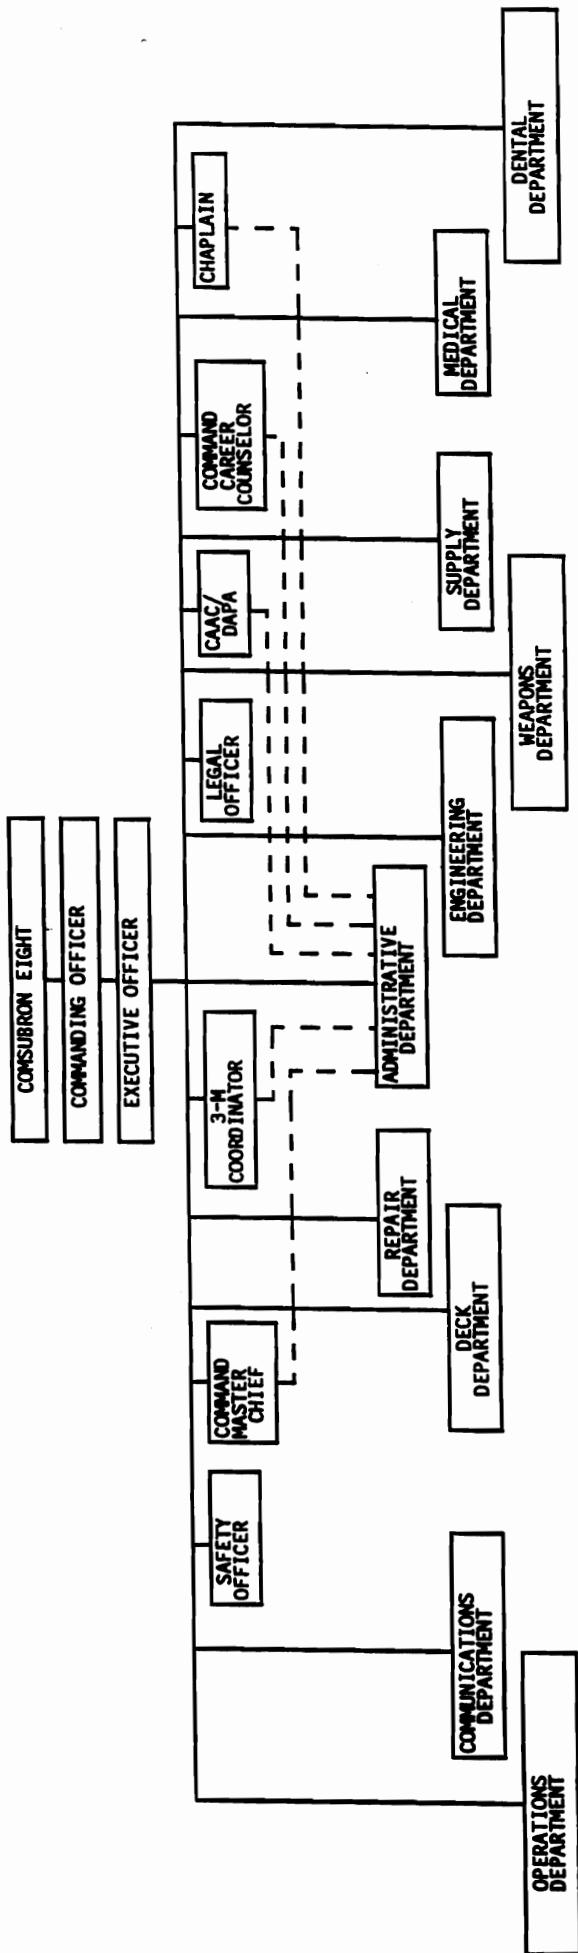 COMSUBRON EIGHT
COMMANDING OFFICER
EXECUTIVE OFFICER
SAFETY
OFFICER
COMMAND
MASTER
CHIEF
3-M
COORDINATOR
LEGAL
OFFICER
CAAC/
DAPA
COMMAND
CAREER
COUNSELOR
CHAPLAIN
OPERATIONS
DEPARTMENT
COMMUNICATIONS
DEPARTMENT
DECK
DEPARTMENT
REPAIR
DEPARTMENT
ADMINISTRATIVE
DEPARTMENT
ENGINEERING
DEPARTMENT
WEAPONS
DEPARTMENT
SUPPLY
DEPARTMENT
MEDICAL
DEPARTMENT
DENTAL
DEPARTMENT